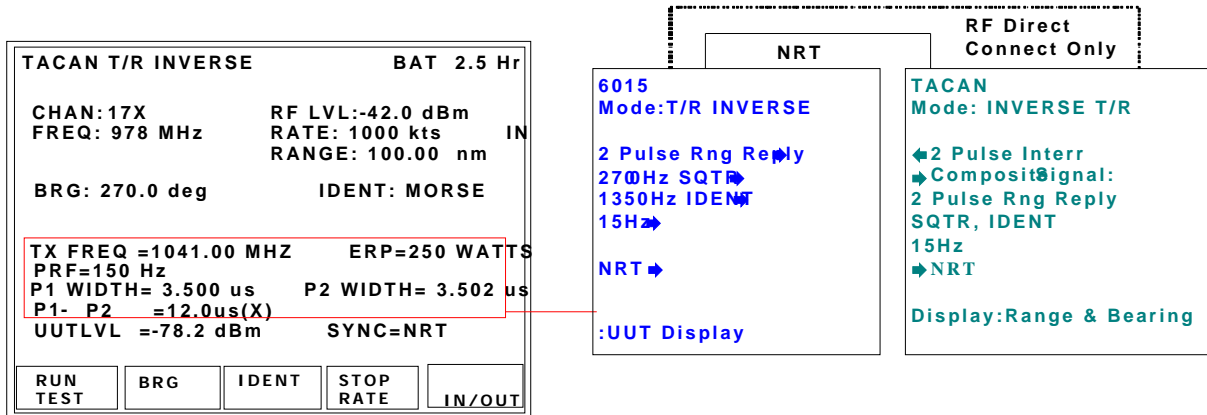 TACAN T/R INVERSE BAT 2.5 Hr
CHAN:17X RF LVL:-42.0 dBm
FREQ: 978 MHz RATE: 1000 kts IN
RANGE: 100.00 nm
BRG: 270.0 deg IDENT: MORSE
TX FREQ =1041.00 MHZ ERP=250 WATTS
PRF=150 Hz
P1 WIDTH= 3.500 us P2 WIDTH= 3.502 us
P1- P2 =12.0us(X)
UUTLVL =-78.2 dBm SYNC=NRT
RUN TEST
BRG
IDENT
STOP RATE
IN/OUT
RF Direct
Connect Only
NRT
6015
Mode:T/R INVERSE
2 Pulse Rng Reply
2700Hz SQTR
1350Hz IDENT
15Hz
NRT
:UUT Display
TACAN
Mode: INVERSE T/R
2 Pulse Interr
Composite Signal:
2 Pulse Rng Reply
SQTR, IDENT
15Hz
NRT
Display:Range & Bearing